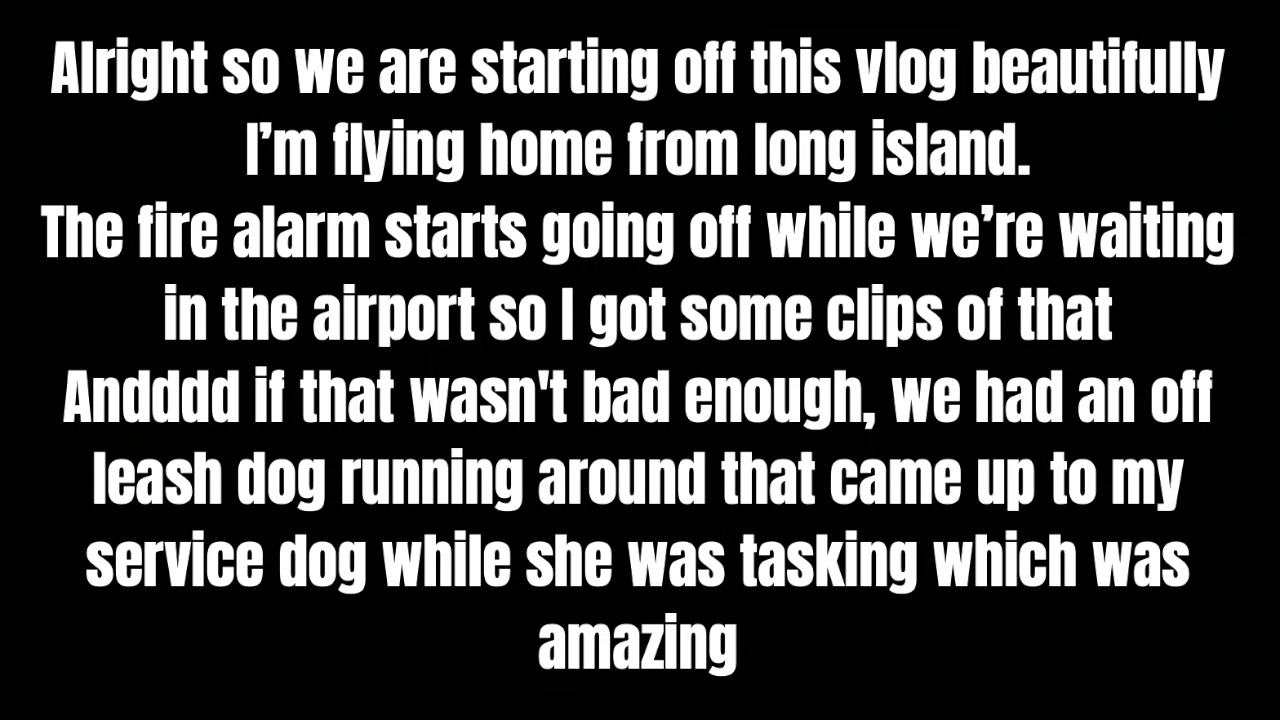 Alright so we are starting off this vlog beautifully
I’m flying home from long island.
The fire alarm starts going off while we’re waiting
in the airport so I got some clips of that
Andddd if that wasn't bad enough, we had an off
leash dog running around that came up to my
service dog while she was tasking which was
amazing